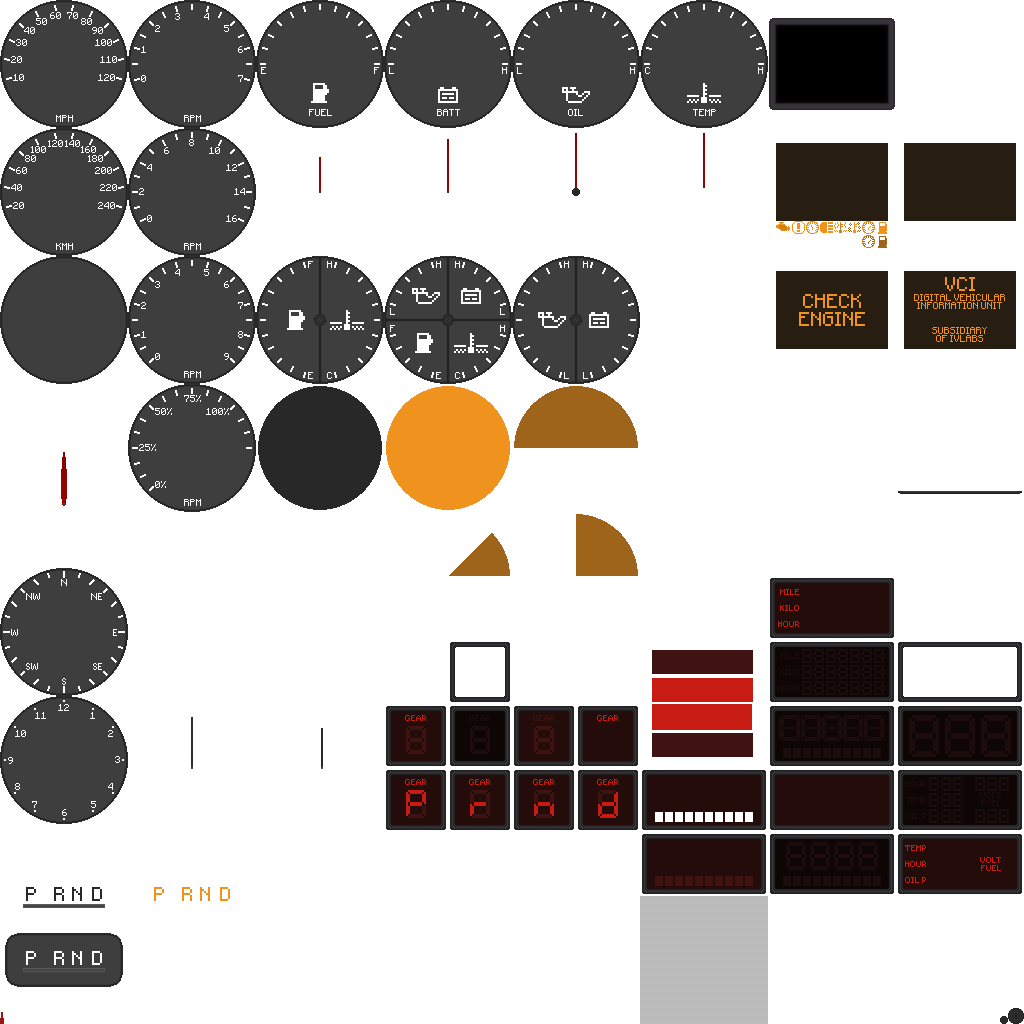 10 20 30 40 50 60 70 80 90 100 110 120
MPH
0 1 2 3 4 5 6 7
RPM
E F
FUEL
L H
BATT
L H
OIL
C H
TEMP
20 40 60 80 100 120 140 160 180 200 220 240
KMH
0 2 4 6 8 10 12 14 16
RPM
0 1 2 3 4 5 6 7 8 9
RPM
F H
E C
H H
L L
F H
E C
H H
L L
CHECK
ENGINE
VCI
DIGITAL VEHICULAR
INFORMATION UNIT
SUBSIDIARY
OF IVLABS
0% 25% 50% 75% 100%
RPM
N NE E SE S SW W NW
MILE
KILO
HOUR
12 1 2 3 4 5 6 7 8 9 10 11
GEAR
GEAR
GEAR
GEAR
P
GEAR
r
GEAR
n
GEAR
d
TEMP
HOUR
OIL P
VOLT
FUEL
P RND
P RND
P RND